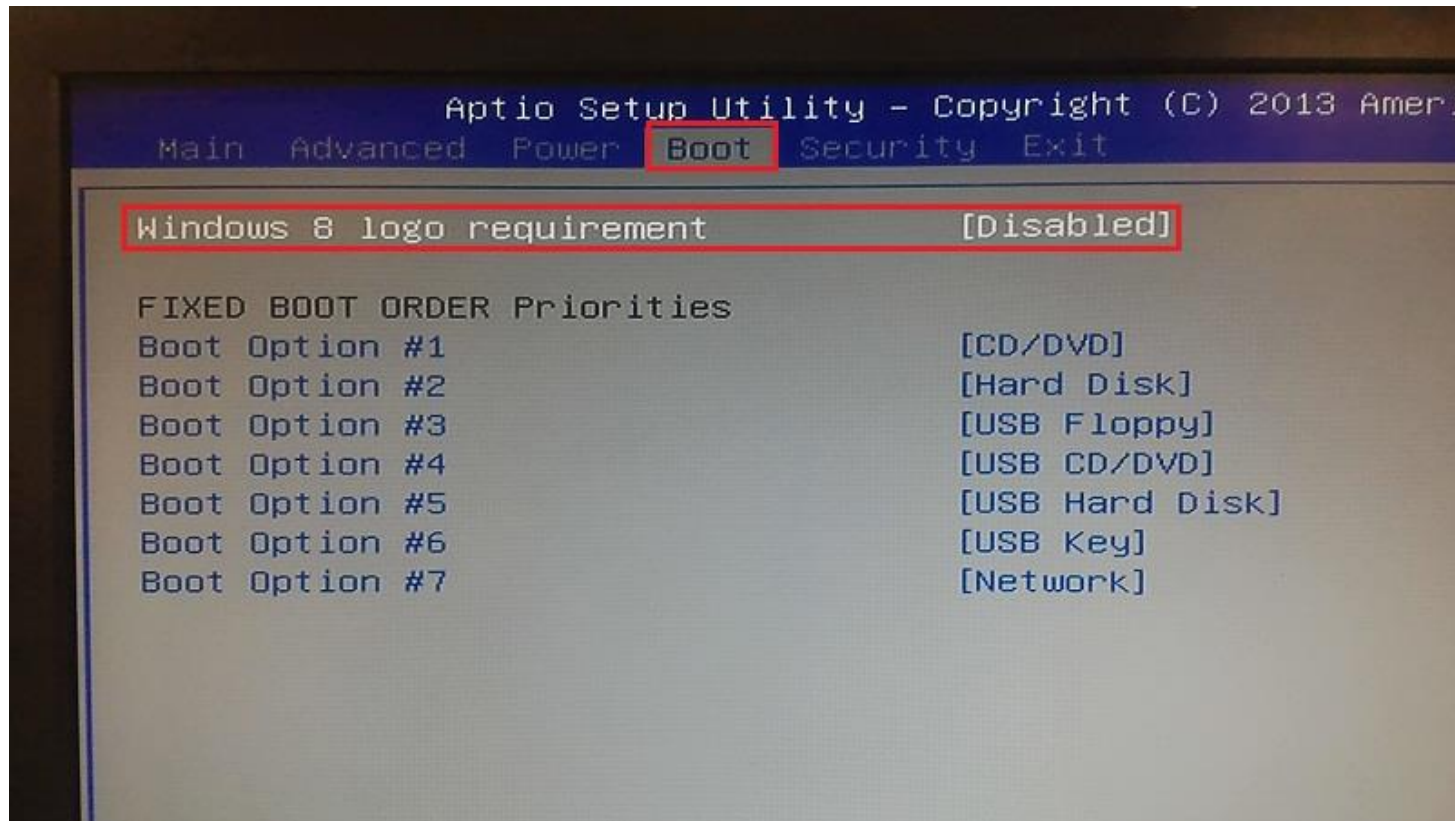 Aptio Setup Utility – Copyright (C) 2013 Amer
Main Advanced Power Boot Security Exit
Windows 8 logo requirement [Disabled]
FIXED BOOT ORDER Priorities
Boot Option #1 [CD/DVD]
Boot Option #2 [Hard Disk]
Boot Option #3 [USB Floppy]
Boot Option #4 [USB CD/DVD]
Boot Option #5 [USB Hard Disk]
Boot Option #6 [USB Key]
Boot Option #7 [Network]